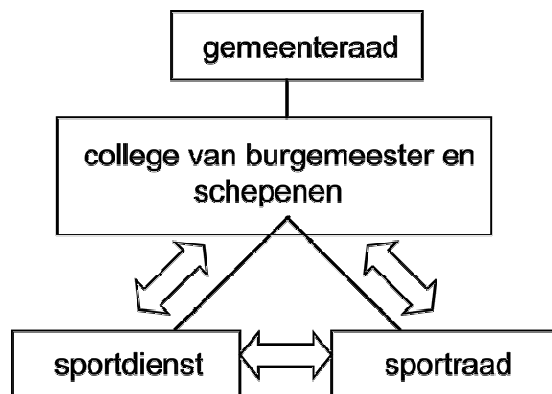 gemeenteraad
college van burgemeester en
schepenen
sportdienst
sportraad